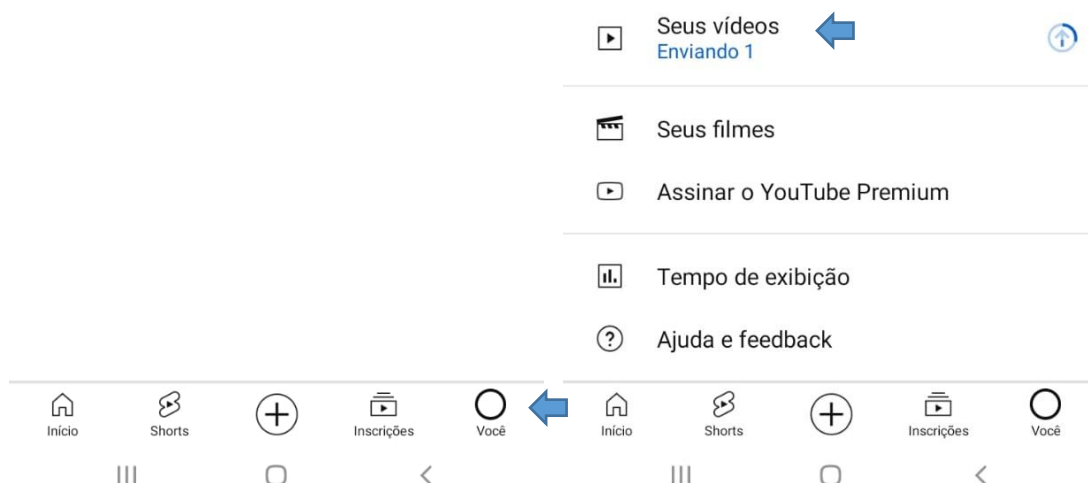 Seus vídeos
Enviando 1
Seus filmes
Assinar o YouTube Premium
Tempo de exibição
Ajuda e feedback
Início
Shorts
Inscrições
Você
Início
Shorts
Inscrições
Você